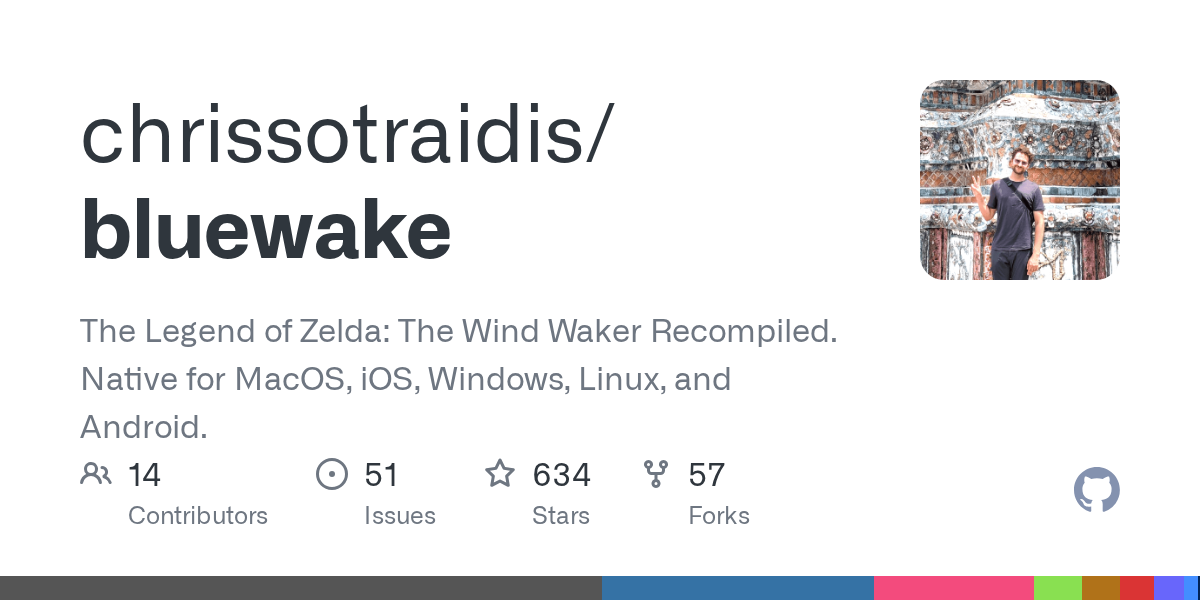 chrissotraidis/
bluewake
The Legend of Zelda: The Wind Waker Recompiled.
Native for MacOS, iOS, Windows, Linux, and
Android.
14 51 634 57
Contributors Issues Stars Forks